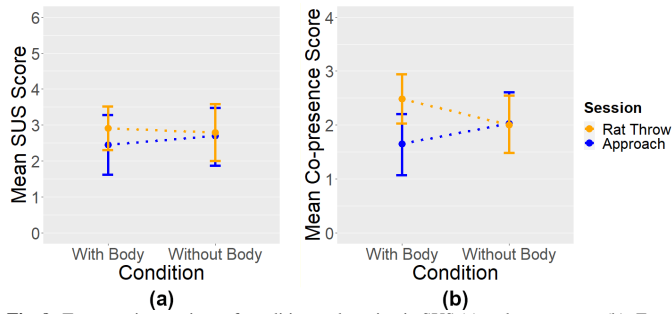 6
5
4
3
2
1
0
Mean SUS Score
With Body Without Body
Condition
(a)
4
3
2
1
0
Mean Co-presence Score
With Body Without Body
Condition
(b)
Session
Rat Throw
Approach